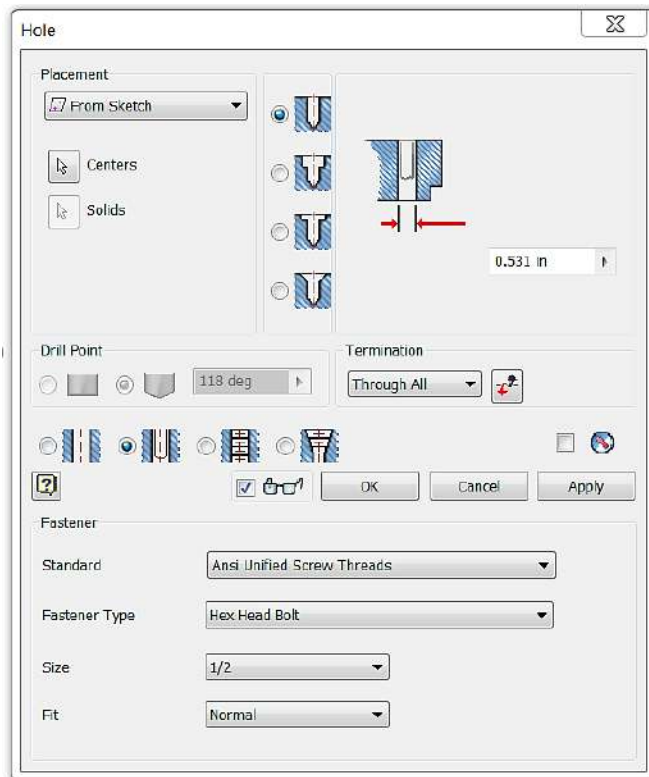 Hole
Placement
From Sketch
Centers
Solids
0.531 in
Drill Point
118 deg
Termination
Through All
OK
Cancel
Apply
Fastener
Standard
Ansi Unified Screw Threads
Fastener Type
Hex Head Bolt
Size
1/2
Fit
Normal